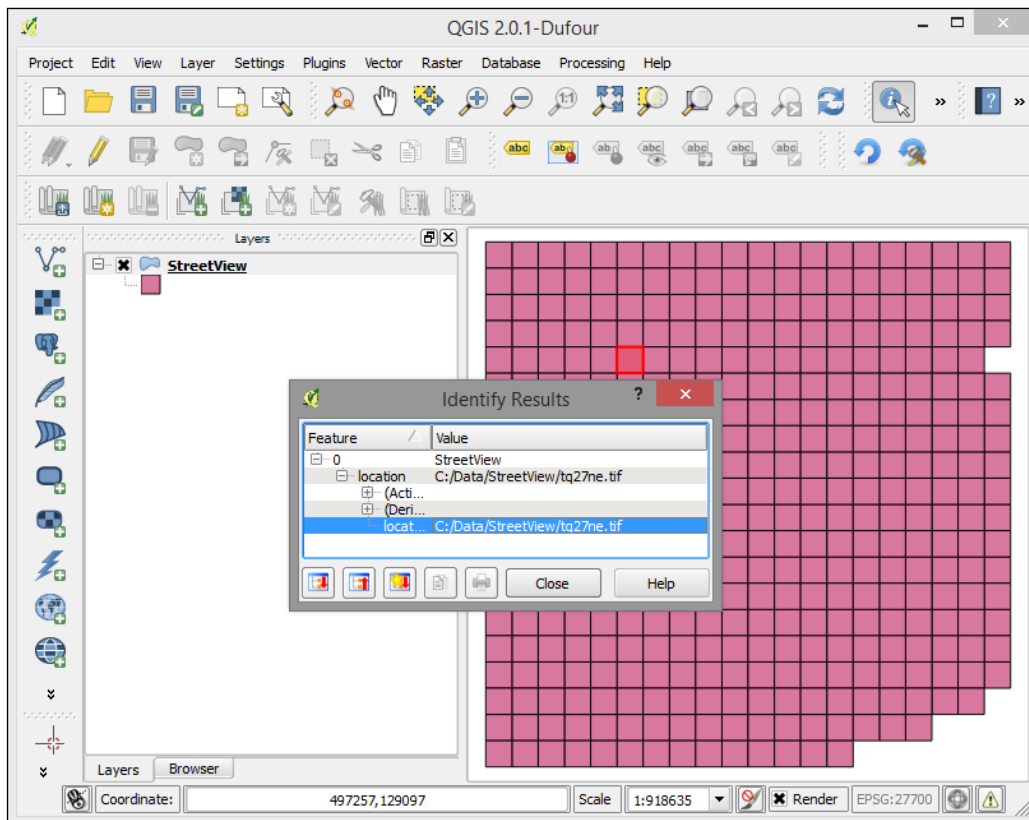 QGIS 2.0.1-Dufour
Project Edit View Layer Settings Plugins Vector Raster Database Processing Help
1:1
abc ab ab abc abc abc abc
Layers
StreetView
Identify Results
Feature Value
0 StreetView
location C:/Data/StreetView/tq27ne.tif
(Acti...
(Deri...
locat... C:/Data/StreetView/tq27ne.tif
Close Help
Layers Browser
Coordinate: 497257,129097 Scale 1:918635 Render EPSG:27700